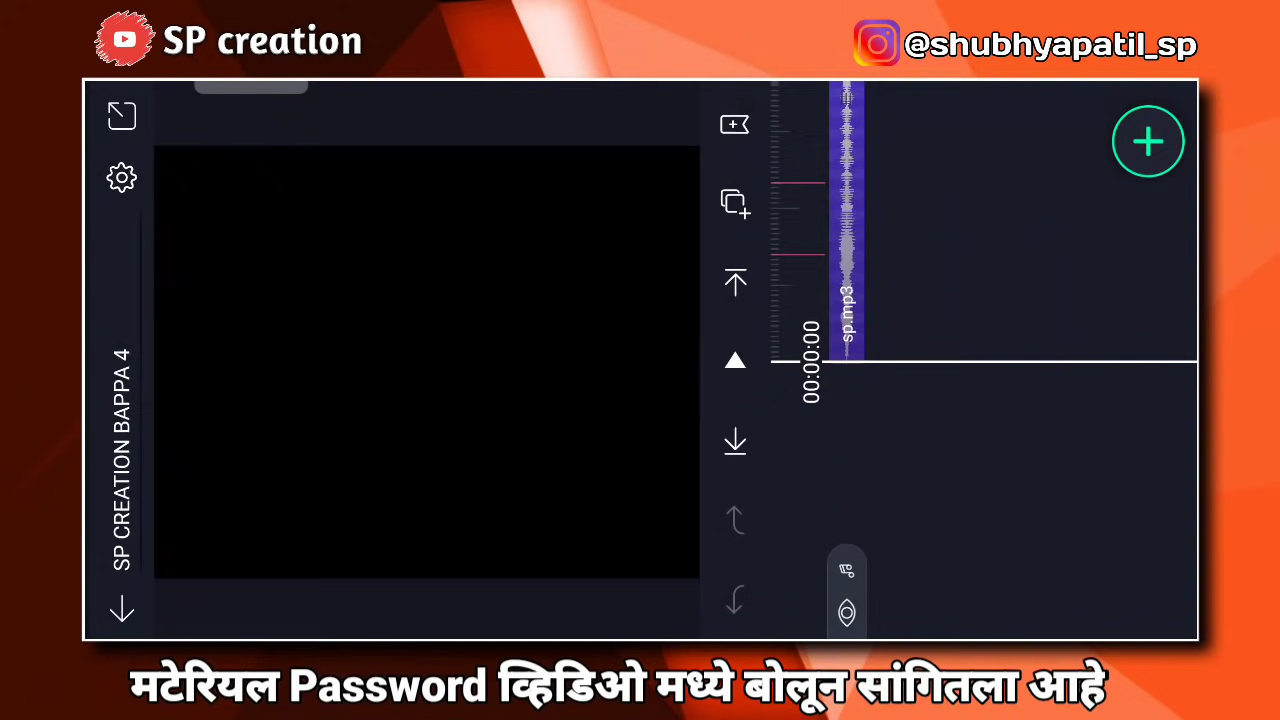 SP creation
@shubhyapatil_sp
SP CREATION BAPPA 4
00:00:00
sp.mp3
मटेरियल Password व्हिडिओ मध्ये बोलून सांगितला आहे